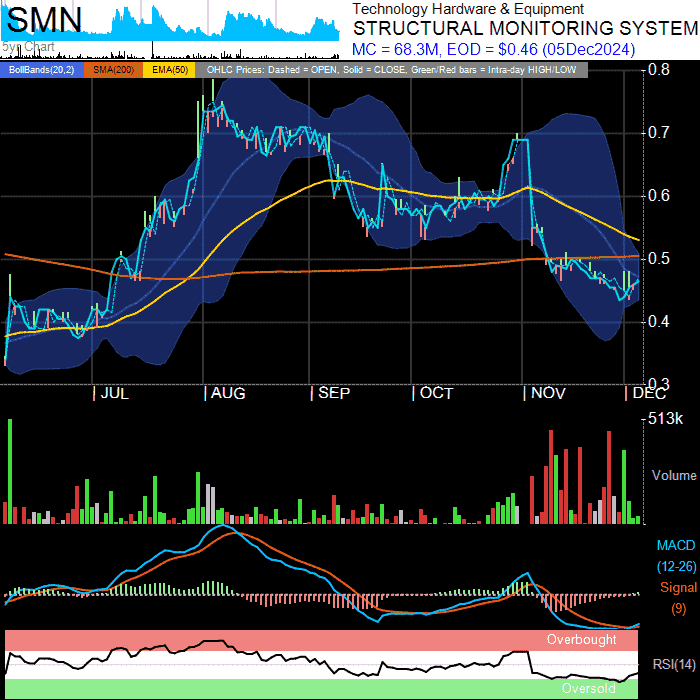 SMN
5yr Chart
Technology Hardware & Equipment
STRUCTURAL MONITORING SYSTEM
MC = 68.3M, EOD = $0.46 (05Dec2024)
BollBands(20,2) SMA(200) EMA(50) OHLC Prices: Dashed = OPEN, Solid = CLOSE, Green/Red bars = Intra-day HIGH/LOW
0.8
0.7
0.6
0.5
0.4
0.3
JUL AUG SEP OCT NOV DEC
513k
Volume
MACD
(12-26)
Signal
(9)
Overbought
RSI(14)
Oversold